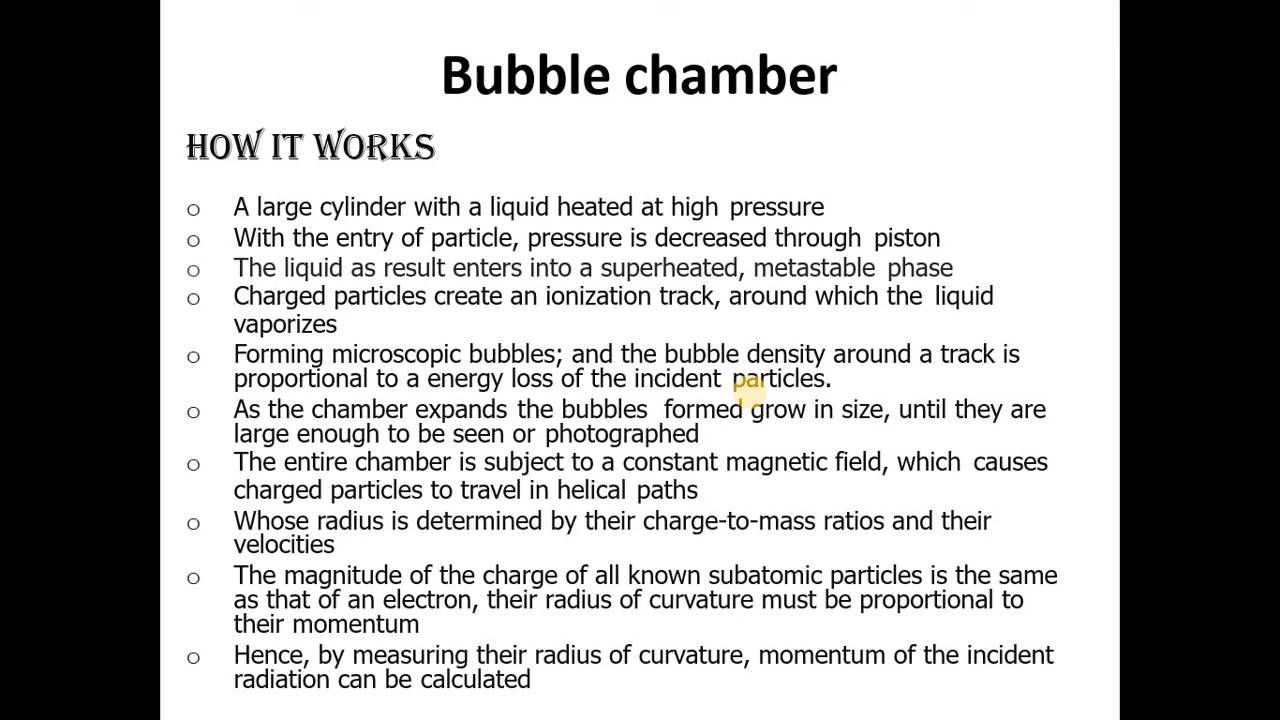 Bubble chamber
HOW IT WORKS
o A large cylinder with a liquid heated at high pressure
o With the entry of particle, pressure is decreased through piston
o The liquid as result enters into a superheated, metastable phase
o Charged particles create an ionization track, around which the liquid
vaporizes
o Forming microscopic bubbles; and the bubble density around a track is
proportional to a energy loss of the incident particles.
o As the chamber expands the bubbles formed grow in size, until they are
large enough to be seen or photographed
o The entire chamber is subject to a constant magnetic field, which causes
charged particles to travel in helical paths
o Whose radius is determined by their charge-to-mass ratios and their
velocities
o The magnitude of the charge of all known subatomic particles is the same
as that of an electron, their radius of curvature must be proportional to
their momentum
o Hence, by measuring their radius of curvature, momentum of the incident
radiation can be calculated